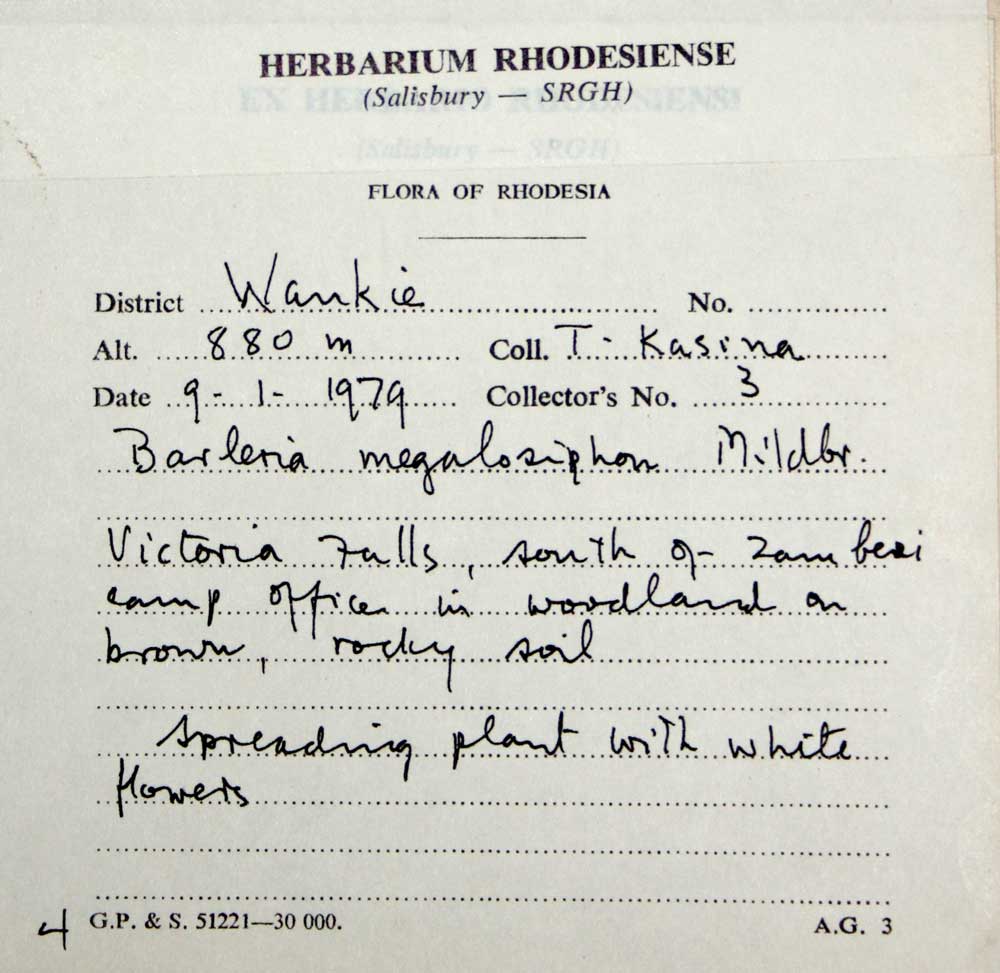 HERBARIUM RHODESIENSE
(Salisbury — SRGH)
EX HERBARIO RHODESIENSI
(Salisbury — SRGH)
FLORA OF RHODESIA
District Wankie No.
Alt. 880 m Coll. T. Kasina
Date 9-1-1979 Collector's No. 3
Barleria megalosiphon Mildbr.
Victoria Falls, south of Zambezi
camp office in woodland on
brown, rocky soil
Spreading plant with white
flowers
4 G.P. & S. 51221—30 000. A.G. 3